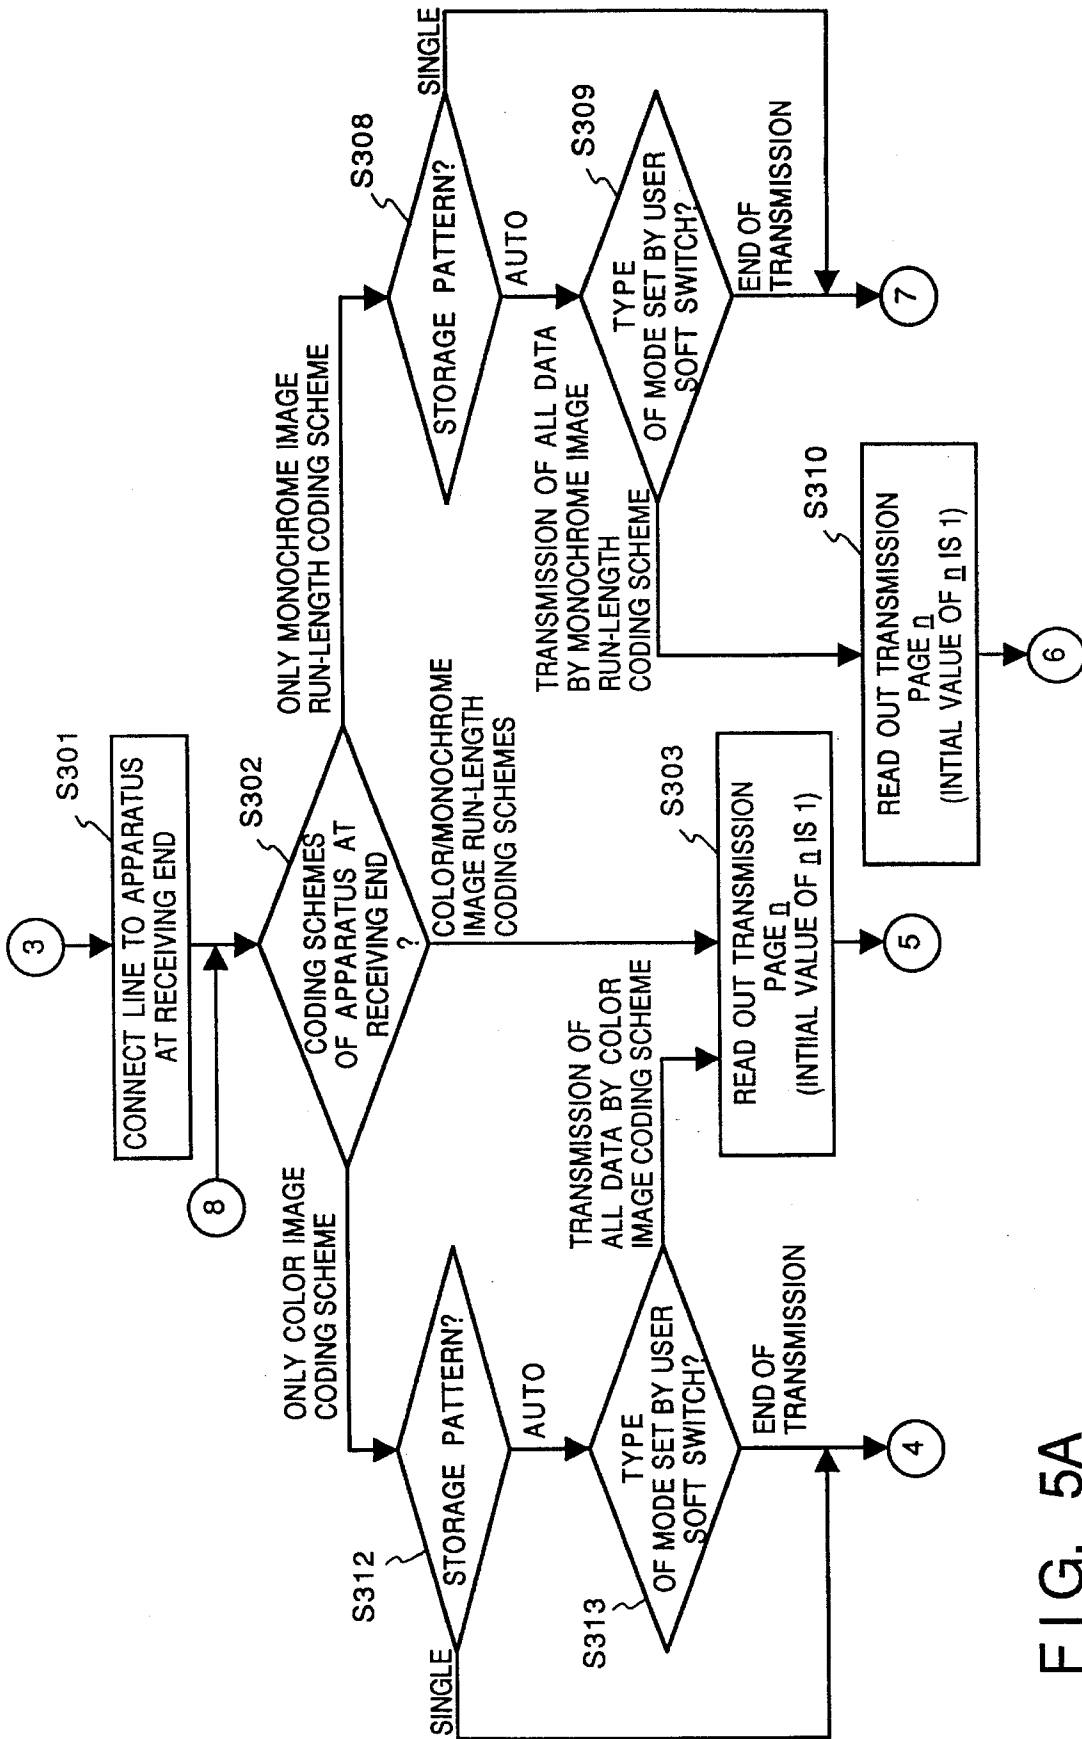 3
CONNECT LINE TO APPARATUS
AT RECEIVING END
S301
8
CODING SCHEMES
OF APPARATUS AT
RECEIVING END
?
S302
ONLY COLOR IMAGE
CODING SCHEME
COLOR/MONOCHROME
IMAGE RUN-LENGTH
CODING SCHEMES
ONLY MONOCHROME IMAGE
RUN-LENGTH CODING SCHEME
STORAGE PATTERN?
S312
SINGLE
AUTO
TYPE
OF MODE SET BY USER
SOFT SWITCH?
S313
TRANSMISSION OF
ALL DATA BY COLOR
IMAGE CODING SCHEME
END OF
TRANSMISSION
4
READ OUT TRANSMISSION
PAGE n
(INTIIAL VALUE OF n IS 1)
S303
5
STORAGE PATTERN?
S308
SINGLE
AUTO
TYPE
OF MODE SET BY USER
SOFT SWITCH?
S309
TRANSMISSION OF ALL DATA
BY MONOCHROME IMAGE
RUN-LENGTH
CODING SCHEME
END OF
TRANSMISSION
7
READ OUT TRANSMISSION
PAGE n
(INTIAL VALUE OF n IS 1)
S310
6
FIG. 5A